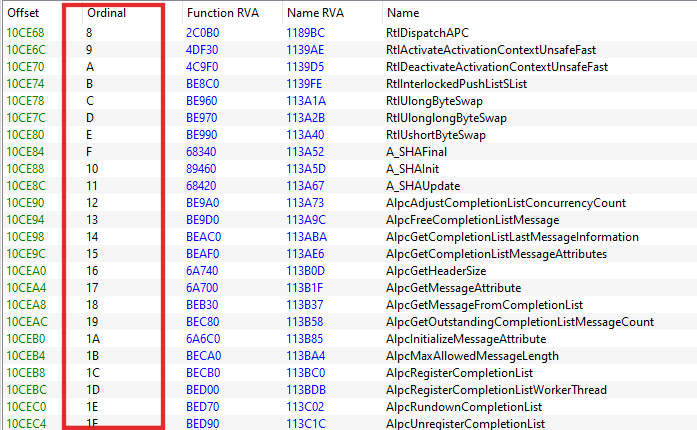 Offset Ordinal Function RVA Name RVA Name
10CE68 8 2C0B0 1189BC RtlDispatchAPC
10CE6C 9 4DF30 1139AE RtlActivateActivationContextUnsafeFast
10CE70 A 4C9F0 1139D5 RtlDeactivateActivationContextUnsafeFast
10CE74 B BE8C0 1139FE RtlInterlockedPushListSList
10CE78 C BE960 113A1A RtlUlongByteSwap
10CE7C D BE970 113A2B RtlUlonglongByteSwap
10CE80 E BE990 113A40 RtlUshortByteSwap
10CE84 F 68340 113A52 A_SHAFinal
10CE88 10 89460 113A5D A_SHAInit
10CE8C 11 68420 113A67 A_SHAUpdate
10CE90 12 BE9A0 113A73 AlpcAdjustCompletionListConcurrencyCount
10CE94 13 BE9D0 113A9C AlpcFreeCompletionListMessage
10CE98 14 BEAC0 113ABA AlpcGetCompletionListLastMessageInformation
10CE9C 15 BEAF0 113AE6 AlpcGetCompletionListMessageAttributes
10CEA0 16 6A740 113B0D AlpcGetHeaderSize
10CEA4 17 6A700 113B1F AlpcGetMessageAttribute
10CEA8 18 BEB30 113B37 AlpcGetMessageFromCompletionList
10CEAC 19 BEC80 113B58 AlpcGetOutstandingCompletionListMessageCount
10CEB0 1A 6A6C0 113B85 AlpcInitializeMessageAttribute
10CEB4 1B BECA0 113BA4 AlpcMaxAllowedMessageLength
10CEB8 1C BECB0 113BC0 AlpcRegisterCompletionList
10CEBC 1D BED00 113BDB AlpcRegisterCompletionListWorkerThread
10CEC0 1E BED70 113C02 AlpcRundownCompletionList
10CEC4 1F BED90 113C1C AlpcUnregisterCompletionList